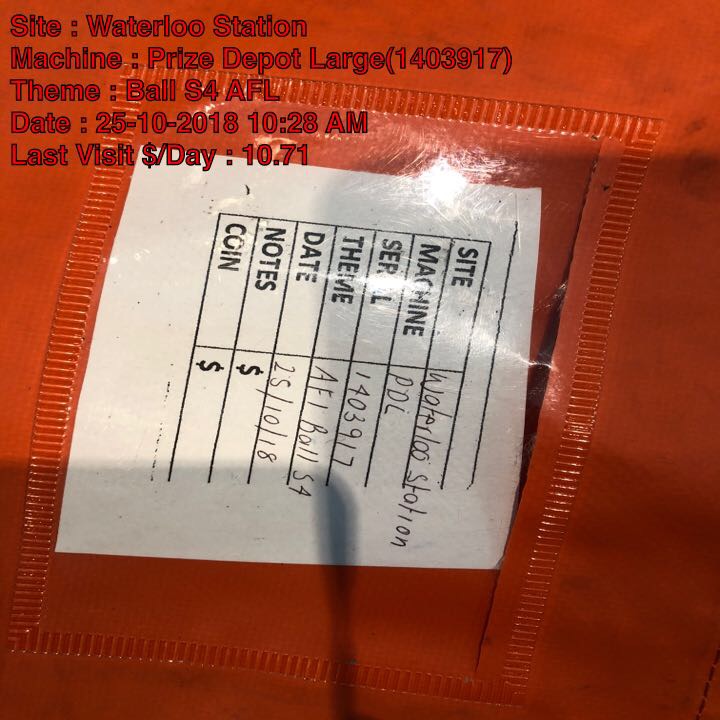 Site : Waterloo Station
Machine : Prize Depot Large(1403917)
Theme : Ball S4 AFL
Date : 25-10-2018 10:28 AM
Last Visit $/Day : 10.71
SITE Waterloo Station
MACHINE PDL
SERIAL 1403917
THEME AFL Ball S4
DATE 25/10/18
NOTES $
COIN $